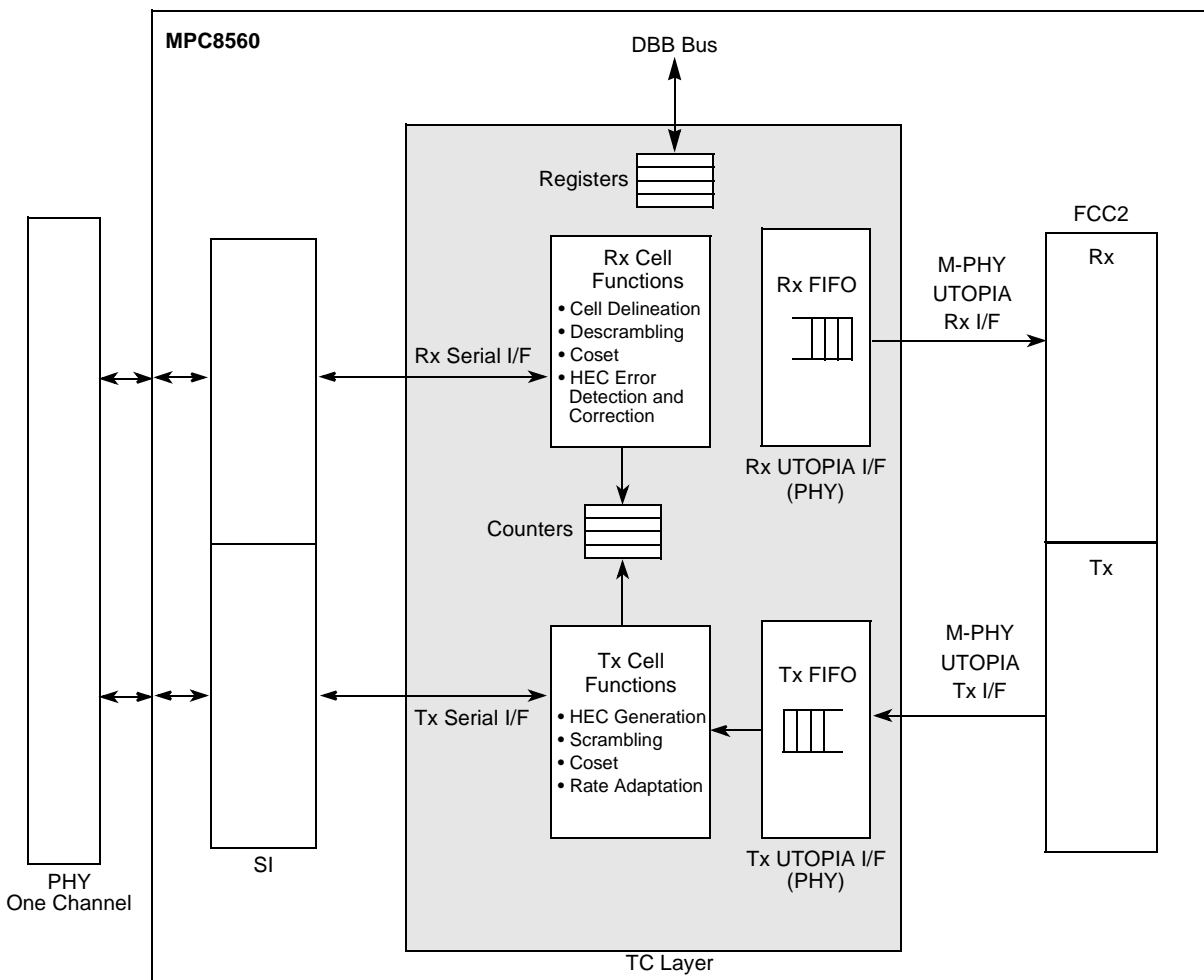 MPC8560
DBB Bus
Registers
FCC2
Rx Cell
Functions
• Cell Delineation
• Descrambling
• Coset
• HEC Error
Detection and
Correction
Rx FIFO
M-PHY
UTOPIA
Rx I/F
Rx
Rx Serial I/F
Rx UTOPIA I/F
(PHY)
Counters
Tx
Tx Cell
Functions
• HEC Generation
• Scrambling
• Coset
• Rate Adaptation
Tx FIFO
M-PHY
UTOPIA
Tx I/F
Tx Serial I/F
Tx UTOPIA I/F
(PHY)
SI
PHY
One Channel
TC Layer